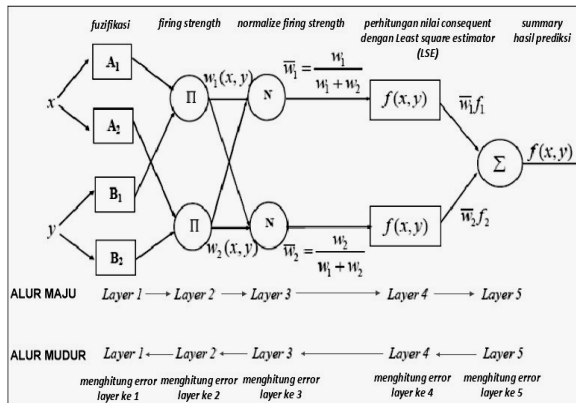 fuzifikasi
firing strength
normalize firing strength
perhitungan nilai consequent
dengan Least square estimator
(LSE)
summary
hasil prediksi
A₁
A₂
B₁
B₂
x
y
Π
Π
w₁(x, y)
w₂(x, y)
N
N
w̅₁ = w₁ / (w₁ + w₂)
w̅₂ = w₂ / (w₁ + w₂)
f(x, y)
f(x, y)
w̅₁f₁
w̅₂f₂
Σ
f(x, y)
ALUR MAJU Layer 1 → Layer 2 → Layer 3 → Layer 4 → Layer 5
ALUR MUDUR Layer 1 ← Layer 2 ← Layer 3 ← Layer 4 ← Layer 5
menghitung error
layer ke 1
menghitung error
layer ke 2
menghitung error
layer ke 3
menghitung error
layer ke 4
menghitung error
layer ke 5